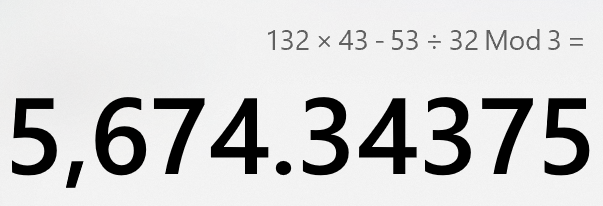 132 × 43 - 53 ÷ 32 Mod 3 =
5,674.34375